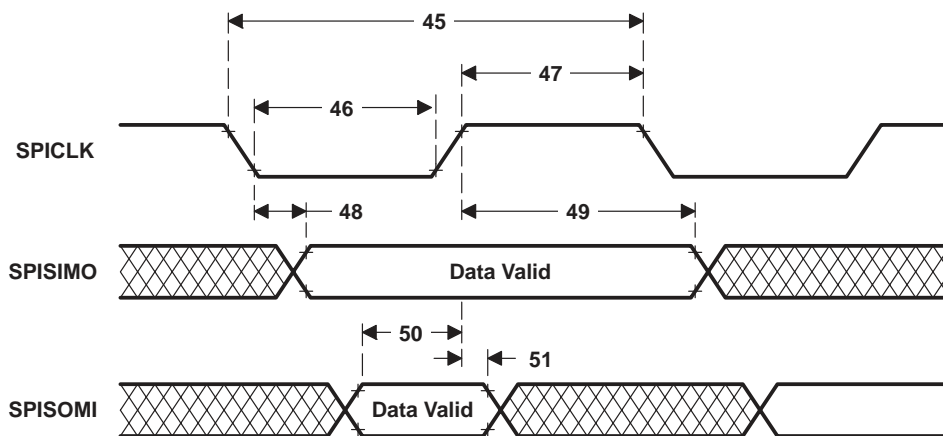 45
47
46
SPICLK
48
49
SPISIMO
Data Valid
50
51
SPISOMI
Data Valid